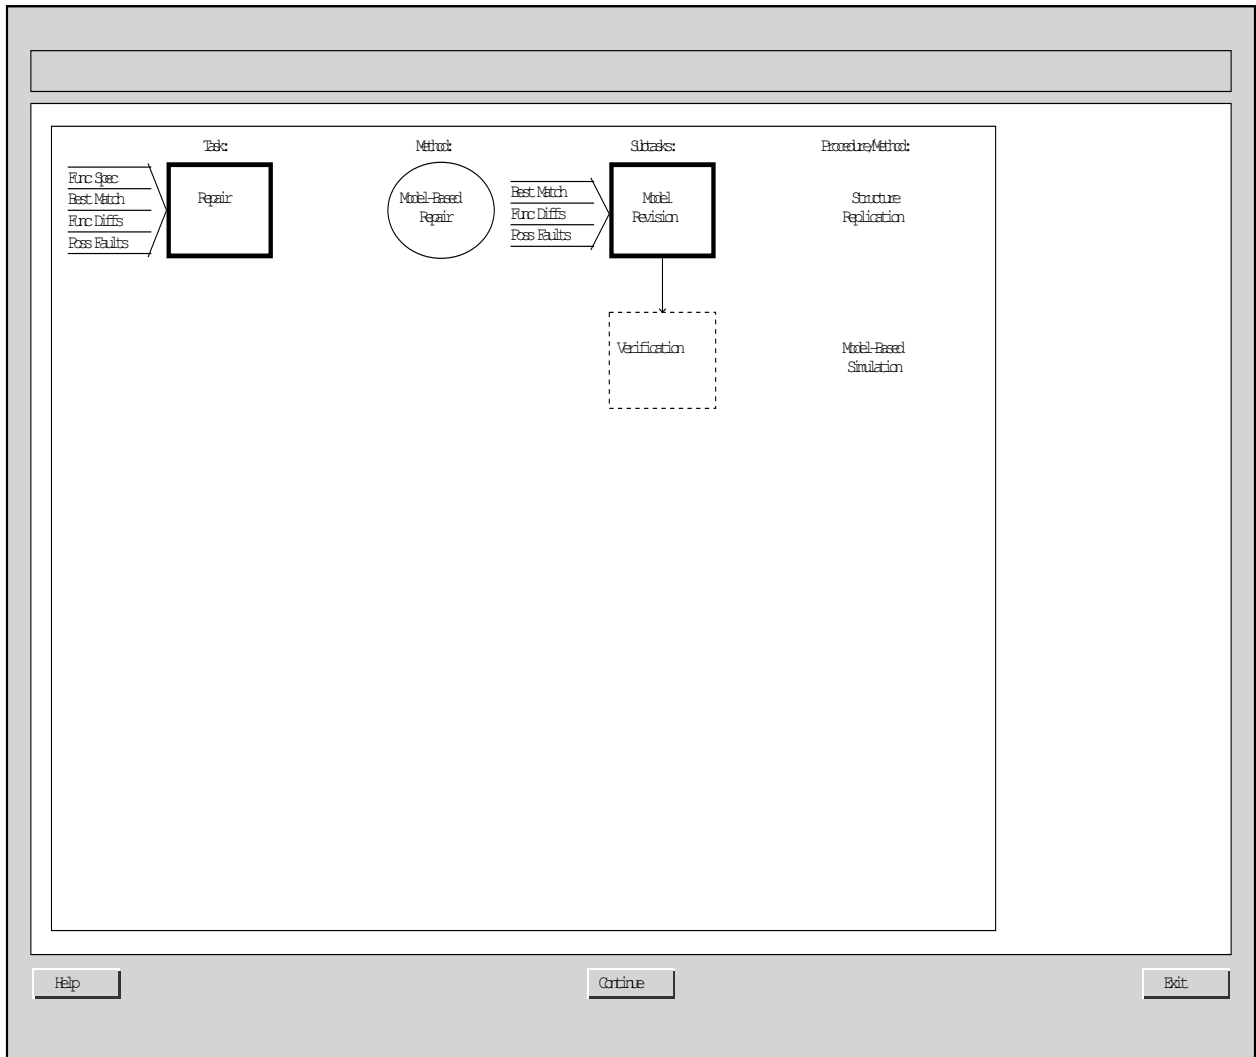 Task: Method: Subtasks: Procedure/Method:
Func Spec
Best Match
Func Diffs
Poss Faults
Repair
Model-Based
Repair
Best Match
Func Diffs
Poss Faults
Model
Revision
Structure
Replication
Verification
Model-Based
Simulation
Help Continue Exit